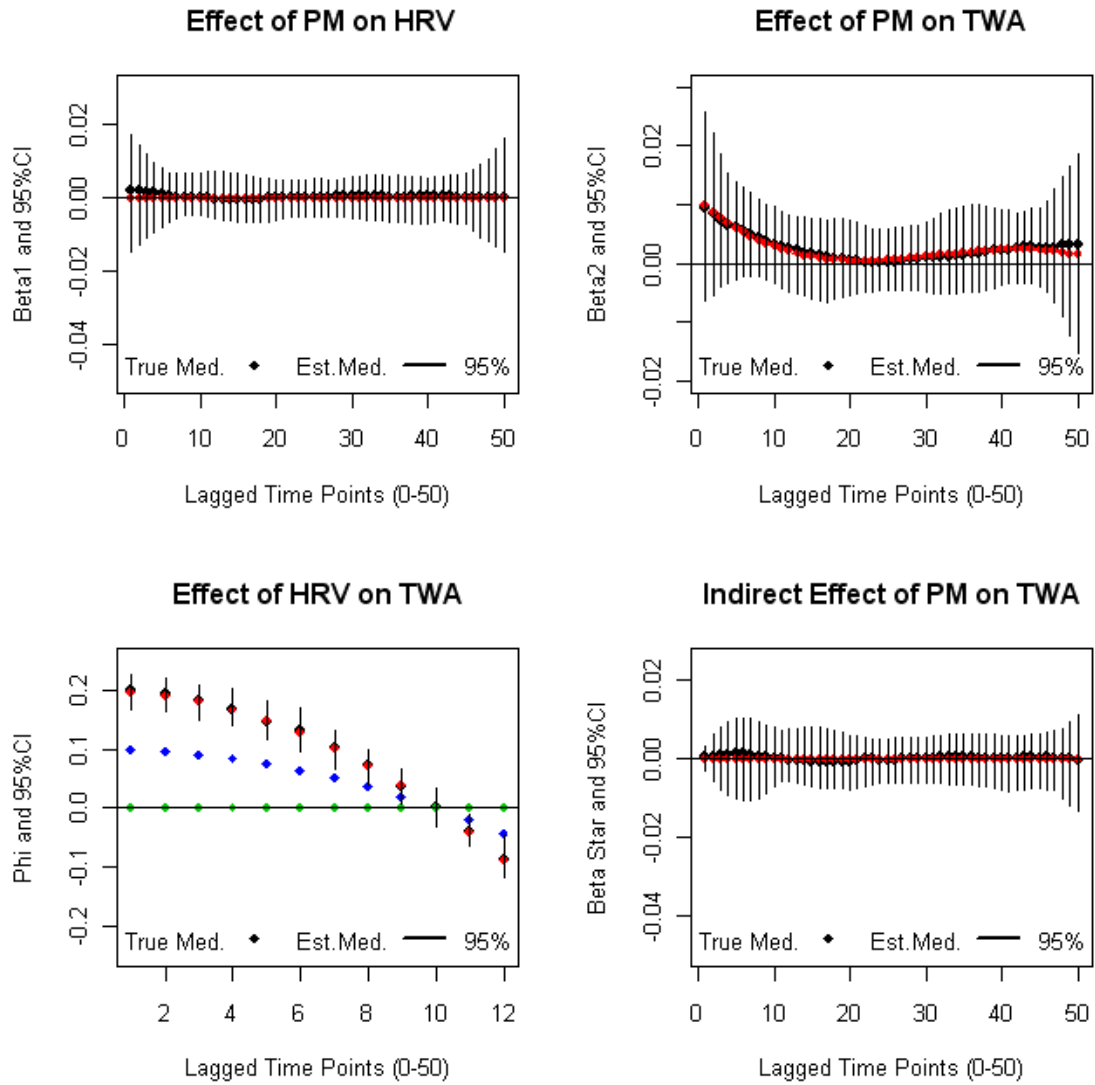 Effect of PM on HRV
Beta1 and 95%CI
0.02
0.00
-0.02
-0.04
True Med. Est.Med. 95%
0 10 20 30 40 50
Lagged Time Points (0-50)
Effect of PM on TWA
Beta2 and 95%CI
0.02
0.00
-0.02
True Med. Est.Med. 95%
0 10 20 30 40 50
Lagged Time Points (0-50)
Effect of HRV on TWA
Phi and 95%CI
0.2
0.1
0.0
-0.1
-0.2
True Med. Est.Med. 95%
2 4 6 8 10 12
Lagged Time Points (0-50)
Indirect Effect of PM on TWA
Beta Star and 95%CI
0.02
0.00
-0.02
-0.04
True Med. Est.Med. 95%
0 10 20 30 40 50
Lagged Time Points (0-50)